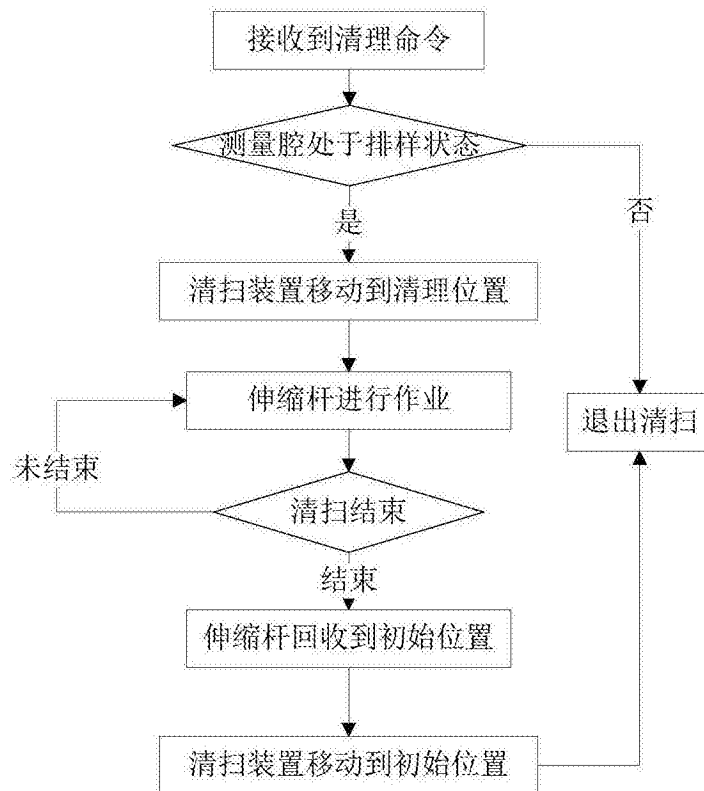 接收到清理命令
测量腔处于排样状态
是
否
清扫装置移动到清理位置
伸缩杆进行作业
退出清扫
未结束
清扫结束
结束
伸缩杆回收到初始位置
清扫装置移动到初始位置